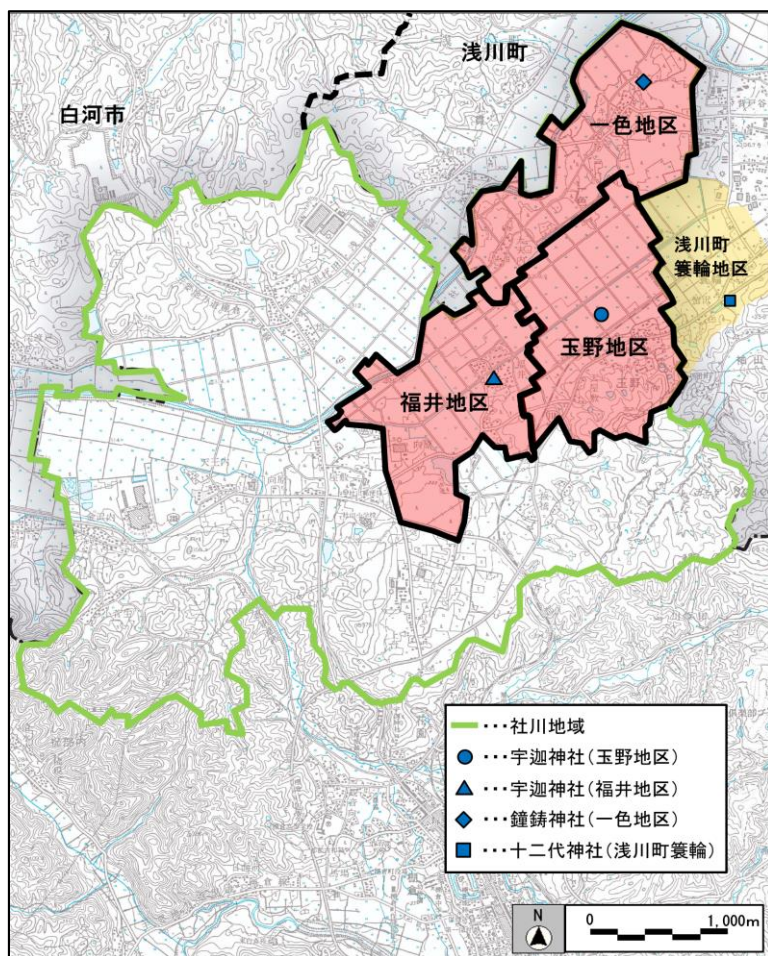 浅川町
白河市
一色地区
浅川町
簑輪地区
玉野地区
福井地区
・・・社川地域
・・・宇迦神社(玉野地区)
・・・宇迦神社(福井地区)
・・・鐘鋳神社(一色地区)
・・・十二代神社(浅川町簑輪)
N
0 1,000m